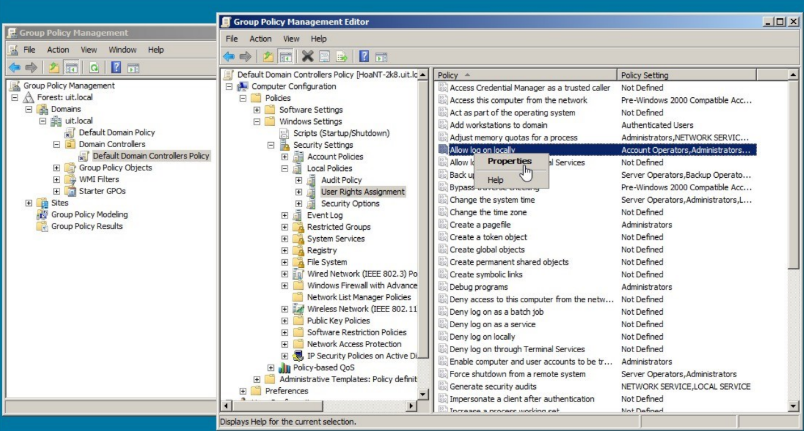 Group Policy Management
File Action View Window Help
Group Policy Management
Forest: uit.local
Domains
uit.local
Default Domain Policy
Domain Controllers
Default Domain Controllers Policy
Group Policy Objects
WMI Filters
Starter GPOs
Sites
Group Policy Modeling
Group Policy Results
Group Policy Management Editor
File Action View Help
Default Domain Controllers Policy [HoaNT-2k8.uit.lc
Computer Configuration
Policies
Software Settings
Windows Settings
Scripts (Startup/Shutdown)
Security Settings
Account Policies
Local Policies
Audit Policy
User Rights Assignment
Security Options
Event Log
Restricted Groups
System Services
Registry
File System
Wired Network (IEEE 802.3) Po
Windows Firewall with Advance
Network List Manager Policies
Wireless Network (IEEE 802.11
Public Key Policies
Software Restriction Policies
Network Access Protection
IP Security Policies on Active Di
Policy-based QoS
Administrative Templates: Policy definit
Preferences
Policy Policy Setting
Access Credential Manager as a trusted caller Not Defined
Access this computer from the network Pre-Windows 2000 Compatible Acc...
Act as part of the operating system Not Defined
Add workstations to domain Authenticated Users
Adjust memory quotas for a process Administrators,NETWORK SERVIC...
Allow log on locally Account Operators,Administrators...
Allow lo al Services Not Defined
Properties
Back up Server Operators,Backup Operato...
Help
Bypass traverse checking Pre-Windows 2000 Compatible Acc...
Change the system time Server Operators,Administrators,L...
Change the time zone Not Defined
Create a pagefile Administrators
Create a token object Not Defined
Create global objects Not Defined
Create permanent shared objects Not Defined
Create symbolic links Not Defined
Debug programs Administrators
Deny access to this computer from the netw... Not Defined
Deny log on as a batch job Not Defined
Deny log on as a service Not Defined
Deny log on locally Not Defined
Deny log on through Terminal Services Not Defined
Enable computer and user accounts to be tr... Administrators
Force shutdown from a remote system Server Operators,Administrators
Generate security audits NETWORK SERVICE,LOCAL SERVICE
Impersonate a client after authentication Not Defined
Increase a process working set Not Defined
Displays Help for the current selection.